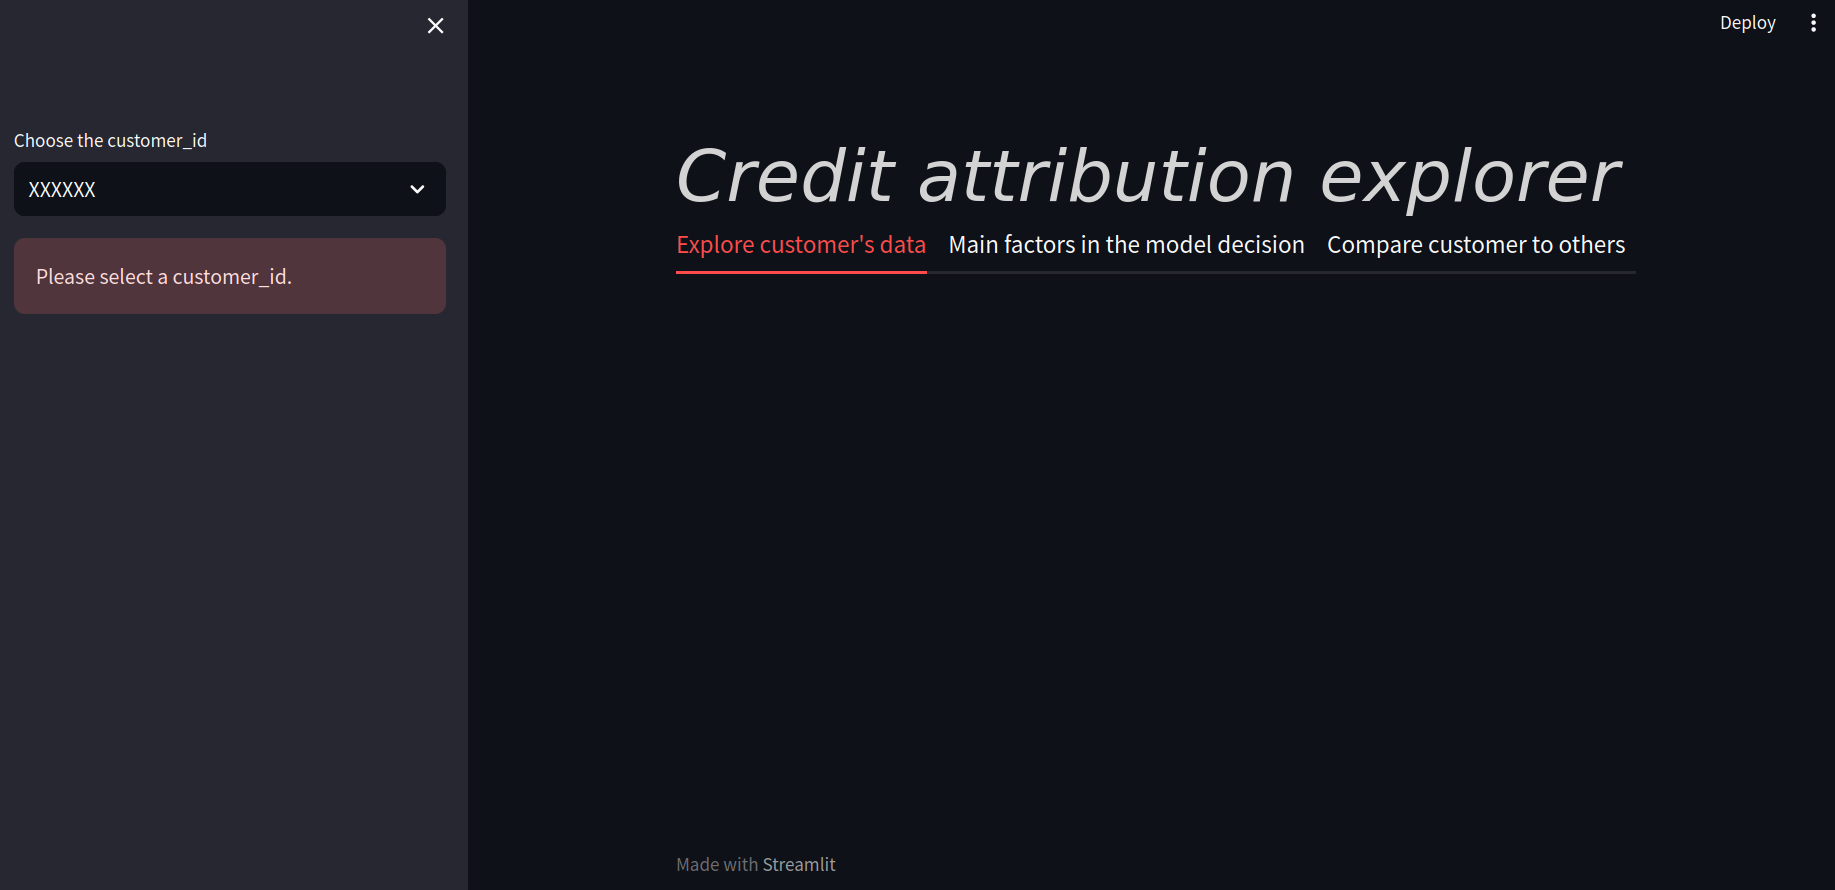 Deploy
Choose the customer_id
XXXXXX
Please select a customer_id.
Credit attribution explorer
Explore customer's data Main factors in the model decision Compare customer to others
Made with Streamlit